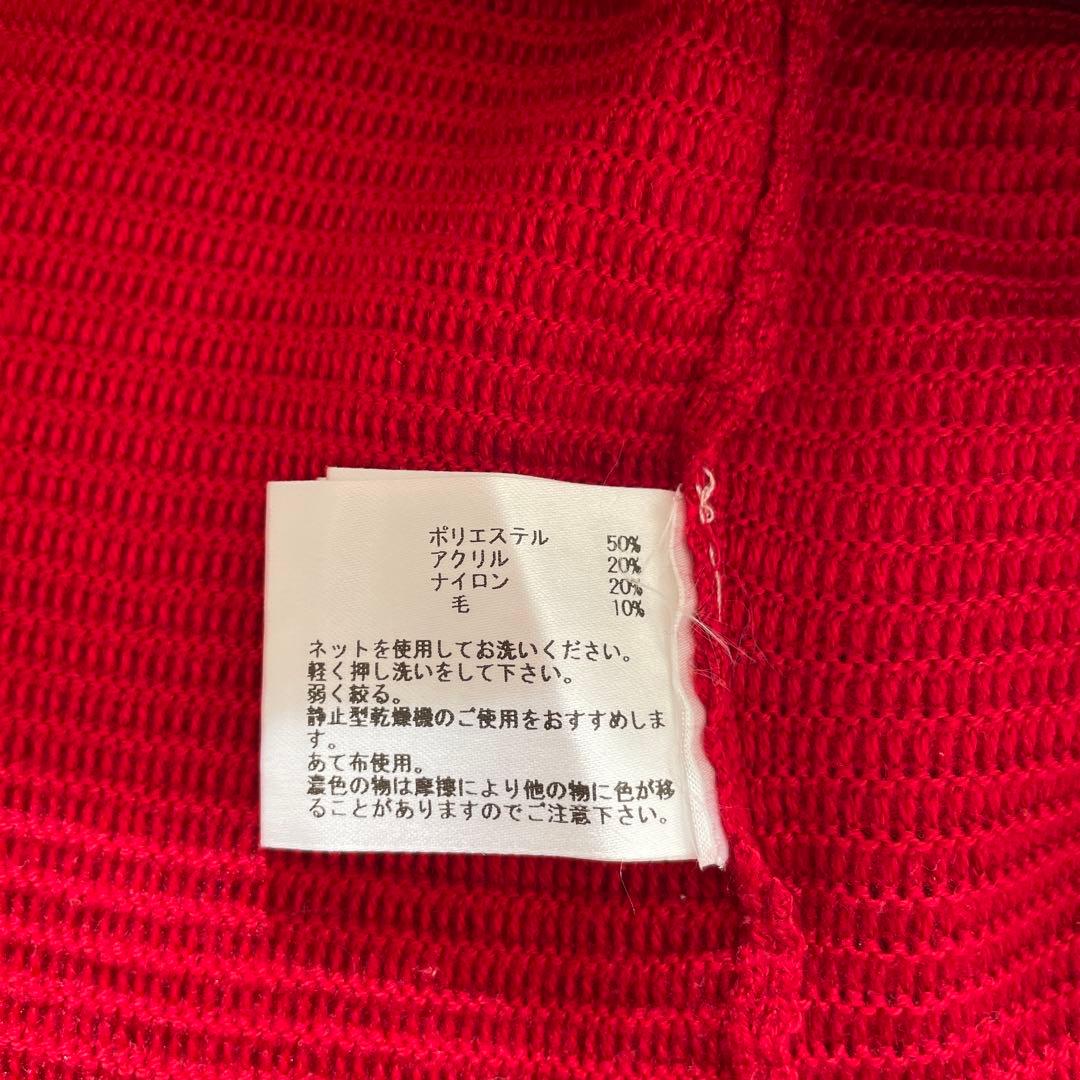 ポリエステル 50%
アクリル 20%
ナイロン 20%
毛 10%
ネットを使用してお洗いください。
軽く押し洗いをして下さい。
弱く絞る。
静止型乾燥機のご使用をおすすめしま
す。
あて布使用。
濃色の物は摩擦により他の物に色が移
ることがありますのでご注意下さい。